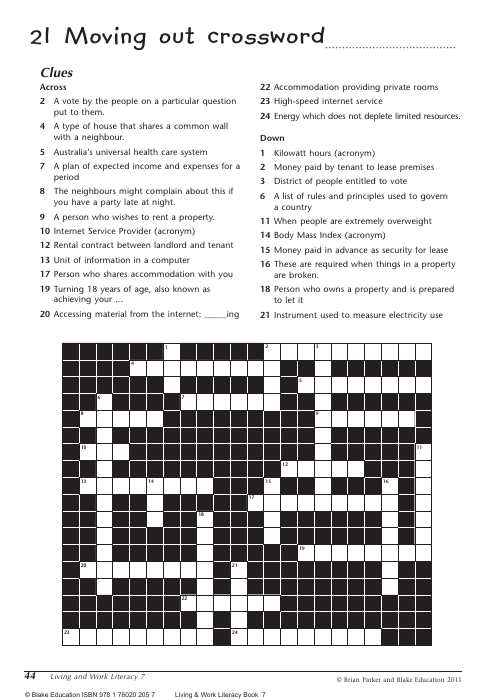 21 Moving out crossword
Clues
Across
2 A vote by the people on a particular question
put to them.
4 A type of house that shares a common wall
with a neighbour.
5 Australia's universal health care system
7 A plan of expected income and expenses for a
period
8 The neighbours might complain about this if
you have a party late at night.
9 A person who wishes to rent a property.
10 Internet Service Provider (acronym)
12 Rental contract between landlord and tenant
13 Unit of information in a computer
17 Person who shares accommodation with you
19 Turning 18 years of age, also known as
achieving your ...
20 Accessing material from the internet: _____ing
22 Accommodation providing private rooms
23 High-speed internet service
24 Energy which does not deplete limited resources.
Down
1 Kilowatt hours (acronym)
2 Money paid by tenant to lease premises
3 District of people entitled to vote
6 A list of rules and principles used to govern
a country
11 When people are extremely overweight
14 Body Mass Index (acronym)
15 Money paid in advance as security for lease
16 These are required when things in a property
are broken.
18 Person who owns a property and is prepared
to let it
21 Instrument used to measure electricity use
1 2 3
4
5
6 7
8 9
10 11
12
13 14 15 16
17
18
19
20 21
22
23 24
44 Living and Work Literacy 7
© Brian Parker and Blake Education 2011
© Blake Education ISBN 978 1 76020 205 7 Living & Work Literacy Book 7